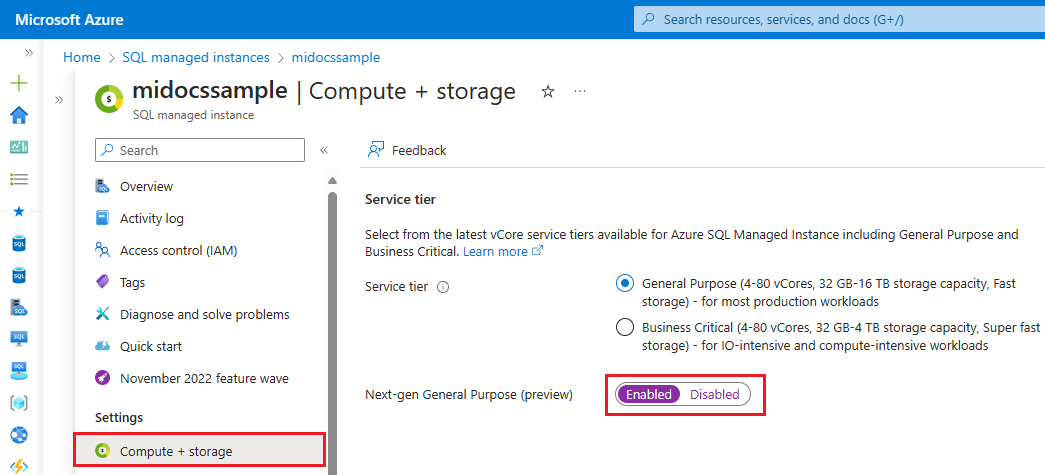 Microsoft Azure
Search resources, services, and docs (G+/)
Home > SQL managed instances > midocssample
midocssample | Compute + storage
SQL managed instance
Search
Overview
Activity log
Access control (IAM)
Tags
Diagnose and solve problems
Quick start
November 2022 feature wave
Settings
Compute + storage
Feedback
Service tier
Select from the latest vCore service tiers available for Azure SQL Managed Instance including General Purpose and
Business Critical. Learn more
Service tier
General Purpose (4-80 vCores, 32 GB-16 TB storage capacity, Fast
storage) - for most production workloads
Business Critical (4-80 vCores, 32 GB-4 TB storage capacity, Super fast
storage) - for IO-intensive and compute-intensive workloads
Next-gen General Purpose (preview)
Enabled Disabled